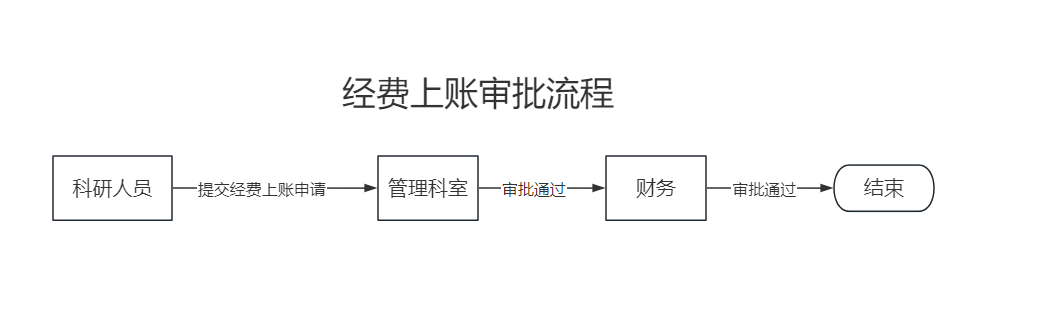 经费上账审批流程
科研人员
提交经费上账申请
管理科室
审批通过
财务
审批通过
结束